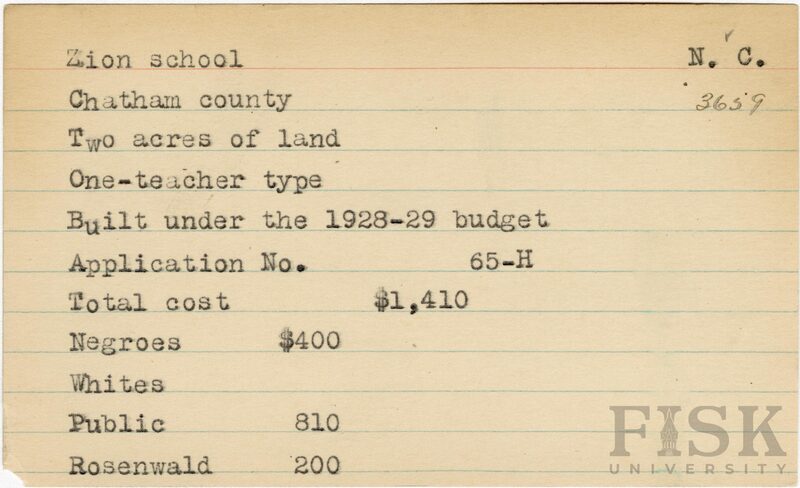 Zion school N. C.
Chatham county 3659
Two acres of land
One-teacher type
Built under the 1928-29 budget
Application No. 65-H
Total cost $1,410
Negroes $400
Whites
Public 810
Rosenwald 200
FISK
UNIVERSITY